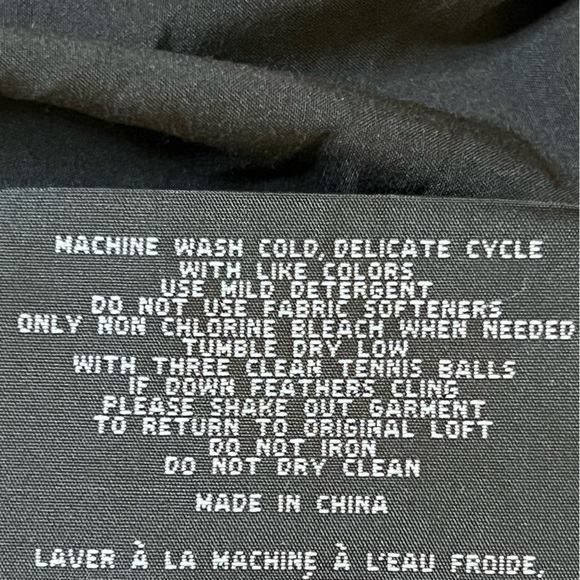 MACHINE WASH COLD, DELICATE CYCLE
WITH LIKE COLORS
USE MILD DETERGENT
DO NOT USE FABRIC SOFTENERS
ONLY NON CHLORINE BLEACH WHEN NEEDED
TUMBLE DRY LOW
WITH THREE CLEAN TENNIS BALLS
IF DOWN FEATHERS CLING
PLEASE SHAKE OUT GARMENT
TO RETURN TO ORIGINAL LOFT
DO NOT IRON
DO NOT DRY CLEAN
MADE IN CHINA
LAVER À LA MACHINE À L'EAU FROIDE,